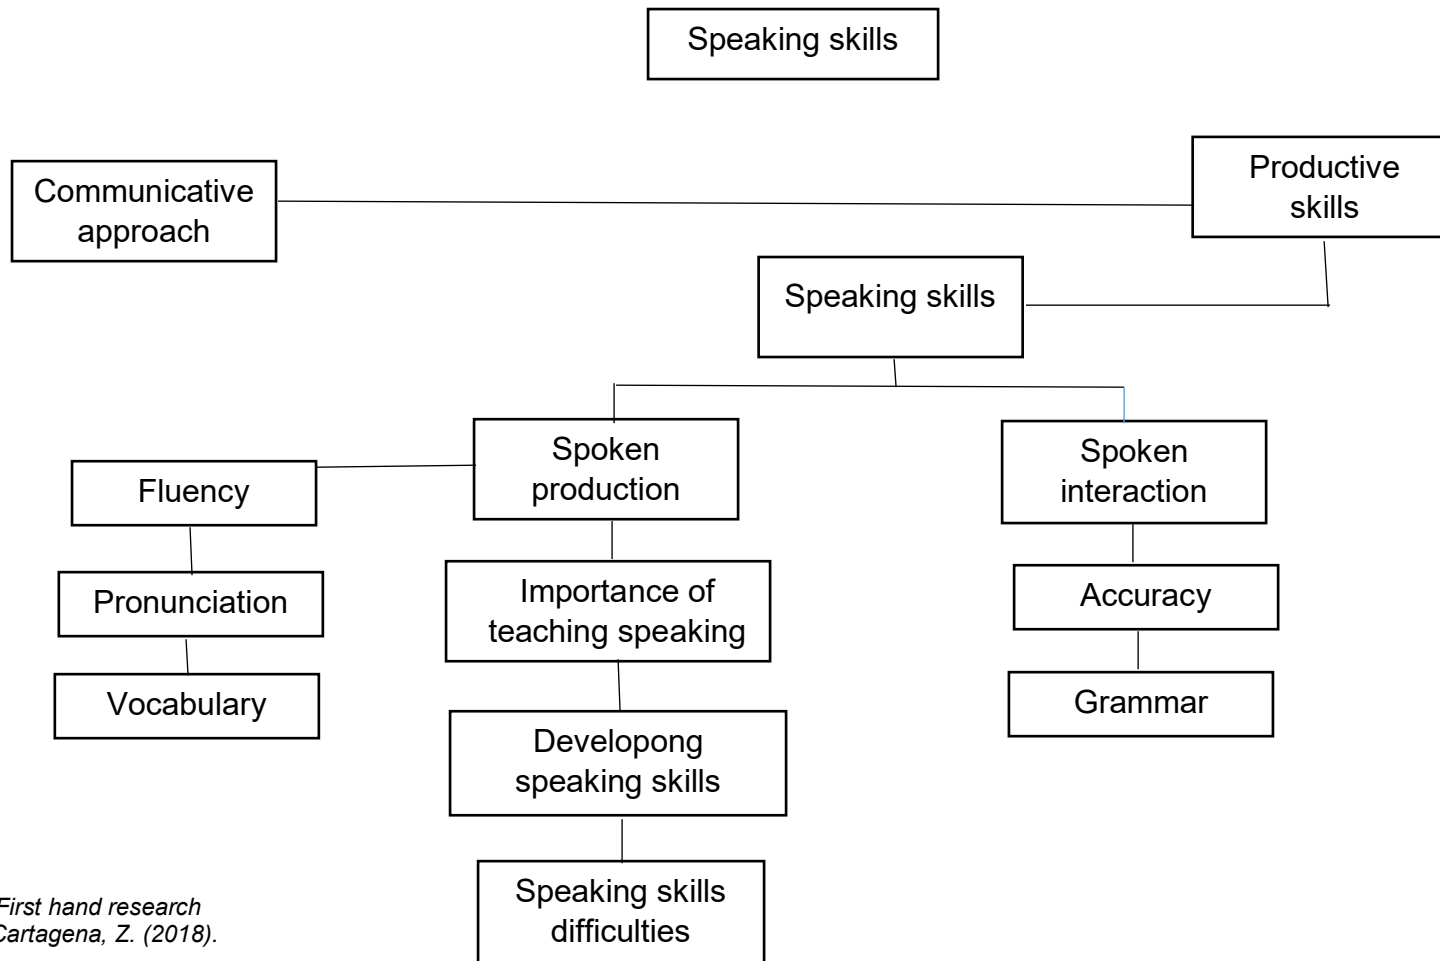 Speaking skills
Communicative
approach
Productive
skills
Speaking skills
Spoken
production
Spoken
interaction
Fluency
Pronunciation
Vocabulary
Importance of
teaching speaking
Developong
speaking skills
Speaking skills
difficulties
Accuracy
Grammar
First hand research
Cartagena, Z. (2018).